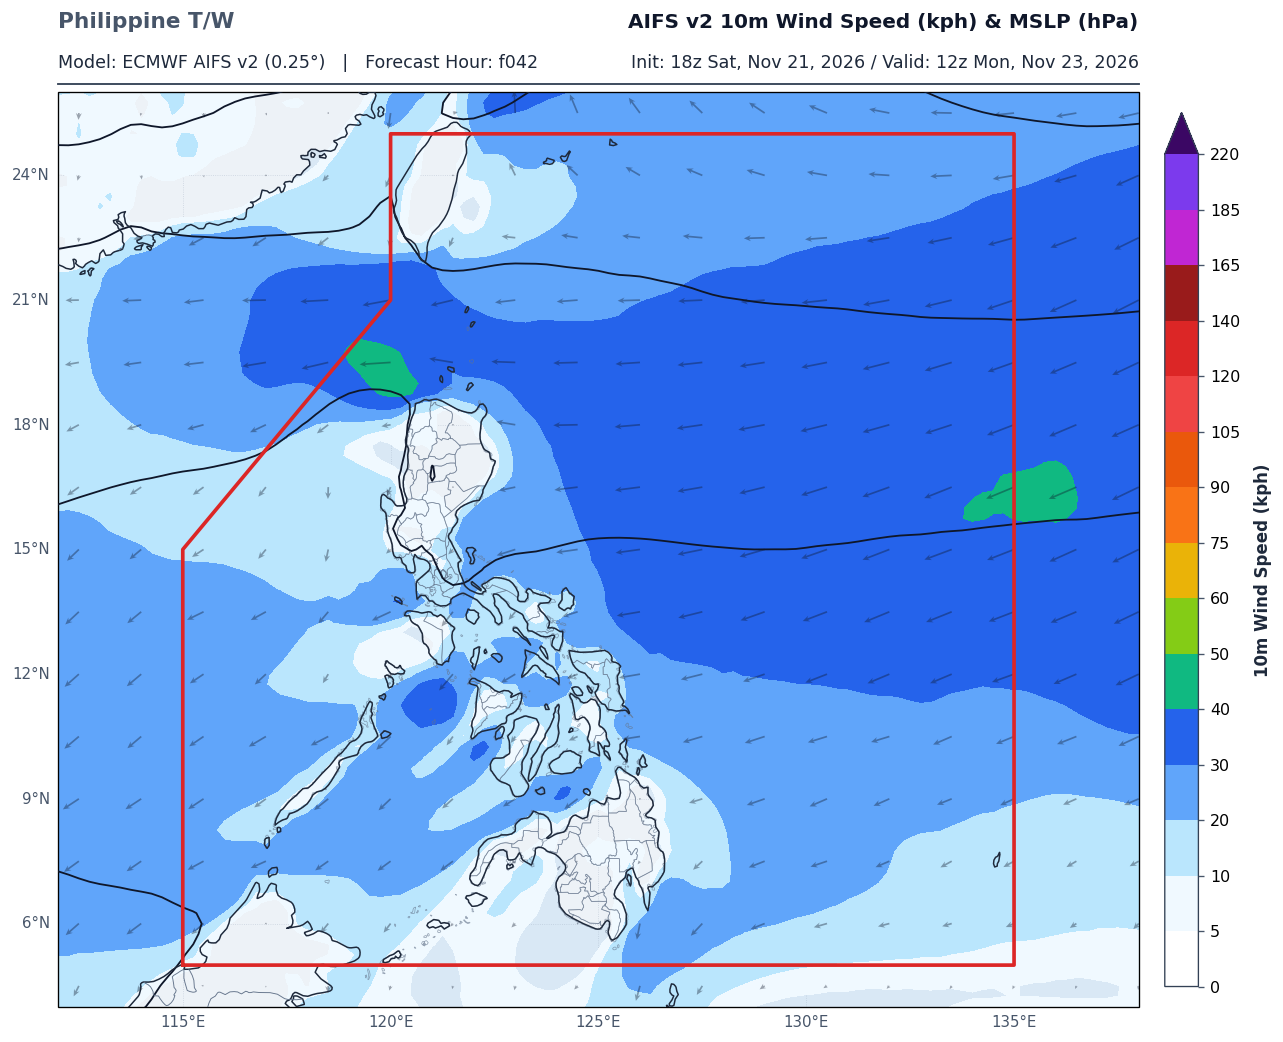 Philippine T/W
AIFS v2 10m Wind Speed (kph) & MSLP (hPa)
Model: ECMWF AIFS v2 (0.25°) | Forecast Hour: f042
Init: 18z Sat, Nov 21, 2026 / Valid: 12z Mon, Nov 23, 2026
24°N
21°N
18°N
15°N
12°N
9°N
6°N
115°E
120°E
125°E
130°E
135°E
220
185
165
140
120
105
90
75
60
50
40
30
20
10
5
0
10m Wind Speed (kph)